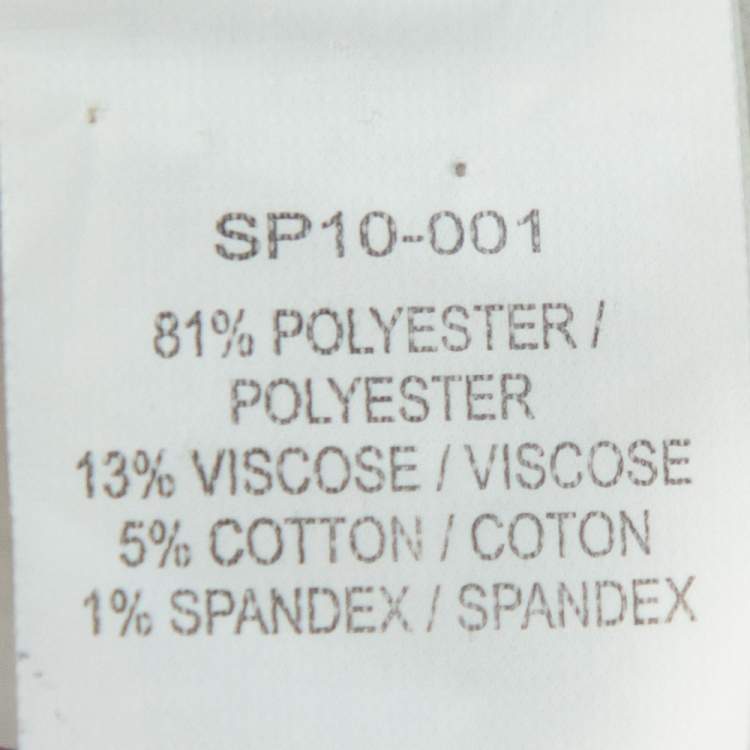 SP10-001
81% POLYESTER /
POLYESTER
13% VISCOSE / VISCOSE
5% COTTON / COTON
1% SPANDEX / SPANDEX